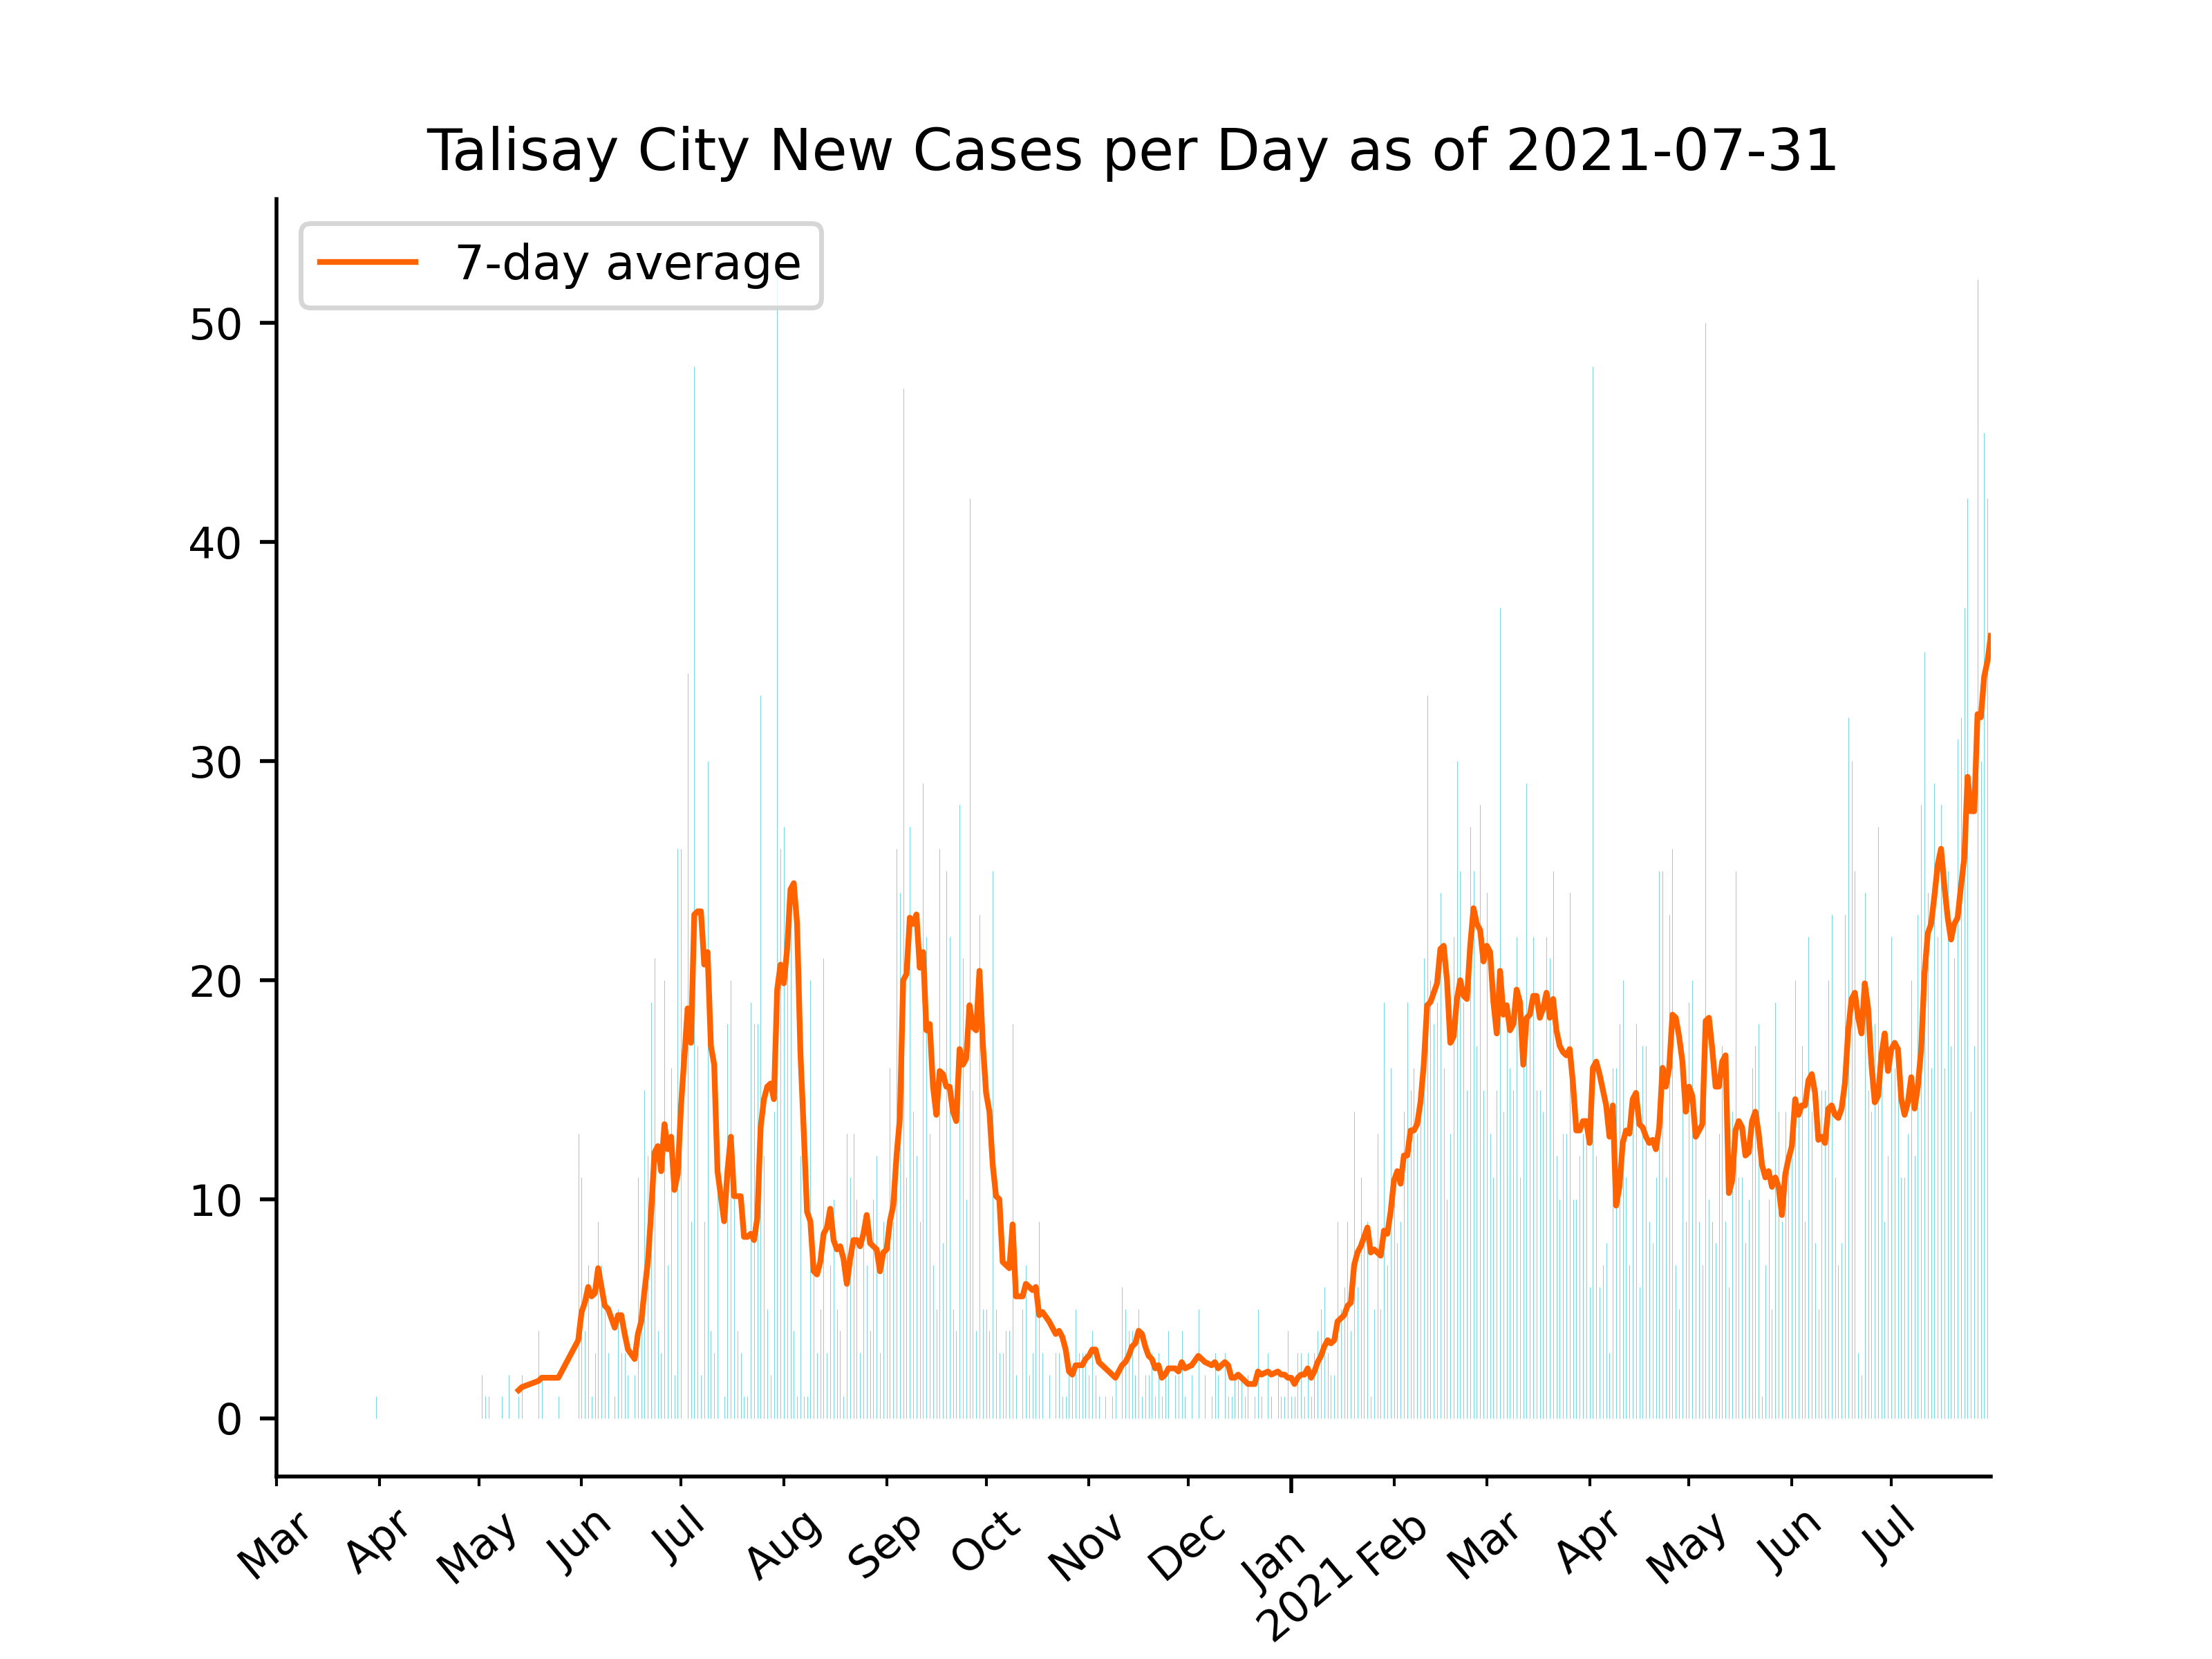 Talisay City New Cases per Day as of 2021-07-31
7-day average
50
40
30
20
10
0
Mar
Apr
May
Jun
Jul
Aug
Sep
Oct
Nov
Dec
Jan
2021
Feb
Mar
Apr
May
Jun
Jul